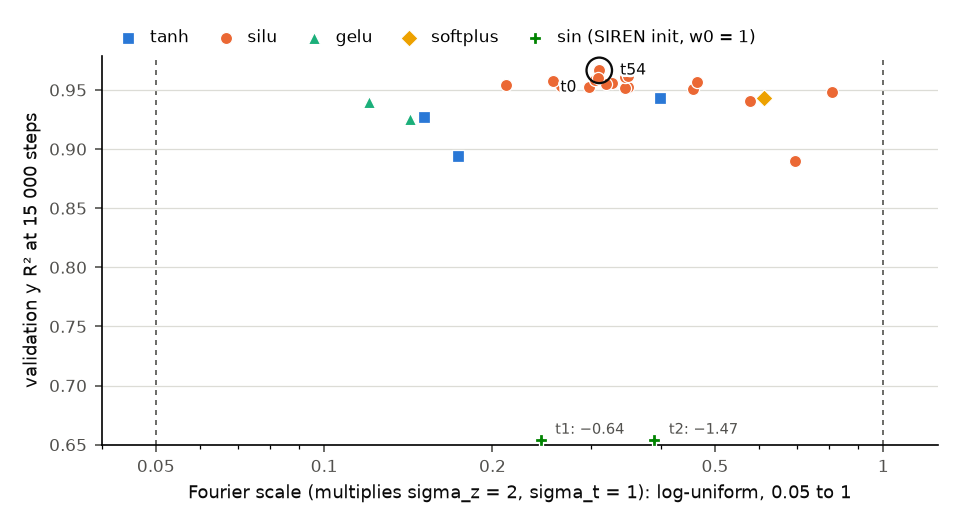 tanh silu gelu softplus sin (SIREN init, w0 = 1)
validation y R² at 15 000 steps
0.95
0.90
0.85
0.80
0.75
0.70
0.65
t54
t0
t1: −0.64
t2: −1.47
0.05 0.1 0.2 0.5 1
Fourier scale (multiplies sigma_z = 2, sigma_t = 1): log-uniform, 0.05 to 1